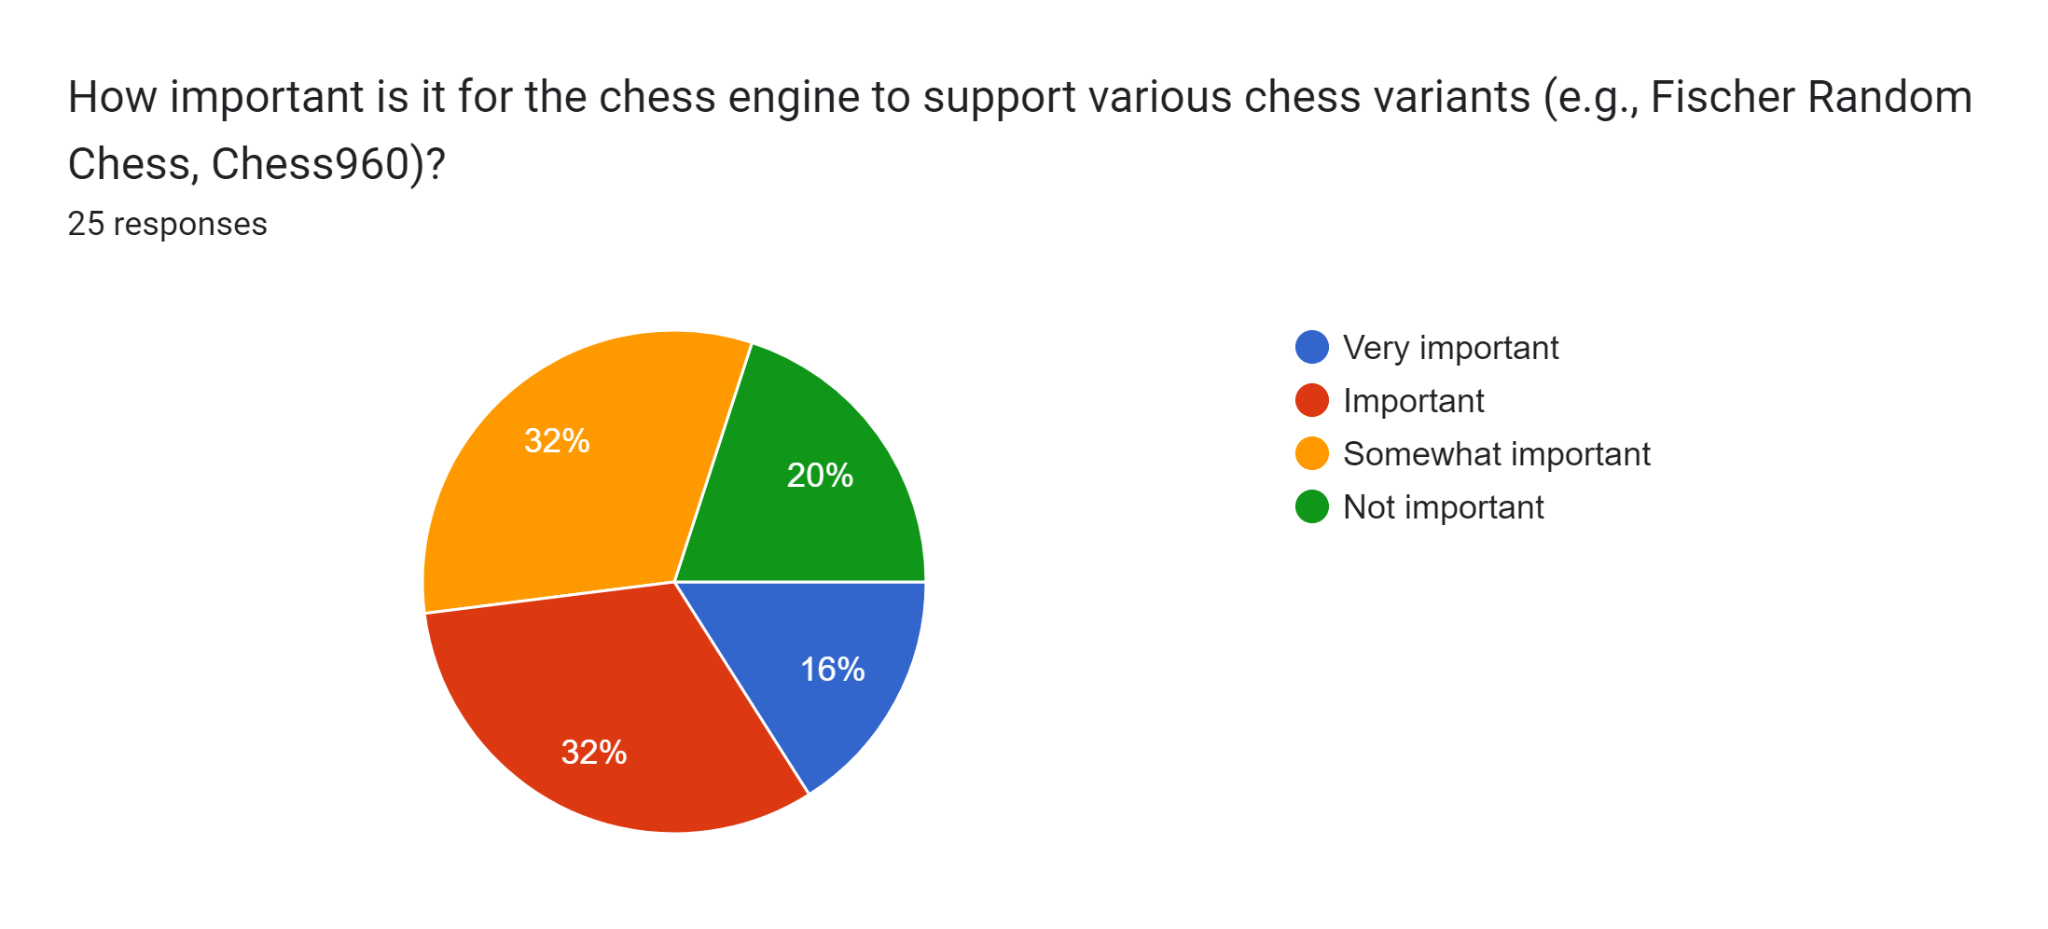 How important is it for the chess engine to support various chess variants (e.g., Fischer Random
Chess, Chess960)?
25 responses
Very important
Important
Somewhat important
Not important
32%
20%
16%
32%